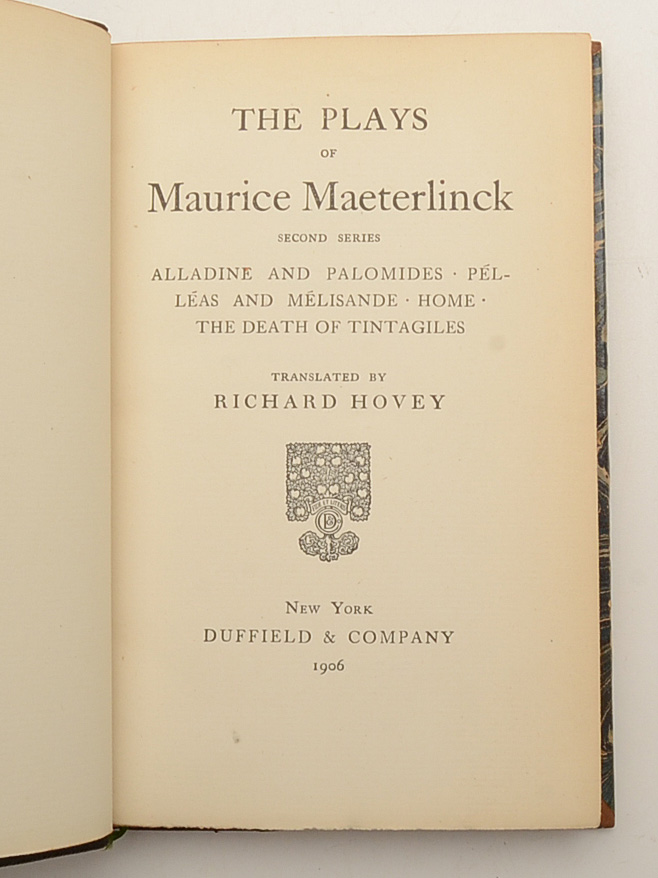 THE PLAYS
OF
Maurice Maeterlinck
SECOND SERIES
ALLADINE AND PALOMIDES · PÉL-
LÉAS AND MÉLISANDE · HOME ·
THE DEATH OF TINTAGILES
TRANSLATED BY
RICHARD HOVEY
New York
DUFFIELD & COMPANY
1906